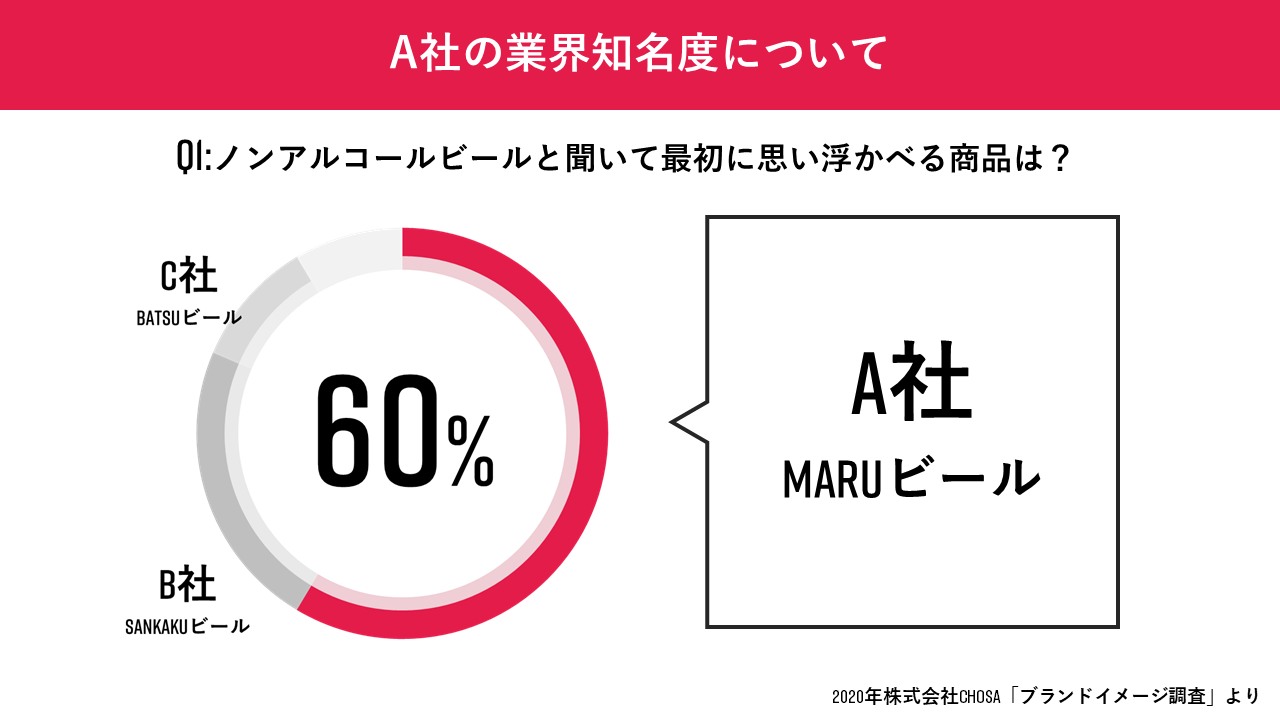 A社の業界知名度について
Q1:ノンアルコールビールと聞いて最初に思い浮かべる商品は？
C社
BATSUビール
60%
A社
MARUビール
B社
SANKAKUビール
2020年株式会社CHOSA「ブランドイメージ調査」より